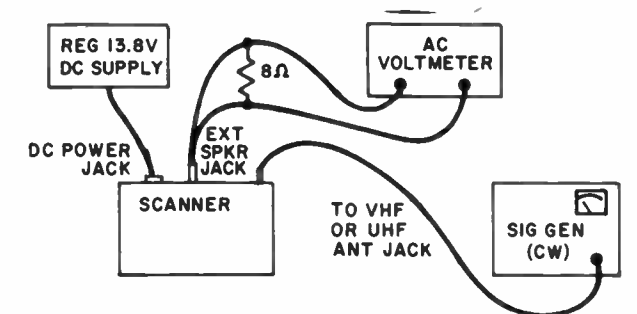 REG 13.8V
DC SUPPLY
8Ω
AC
VOLTMETER
DC POWER
JACK
EXT
SPKR
JACK
SCANNER
TO VHF
OR UHF
ANT JACK
SIG GEN
(CW)